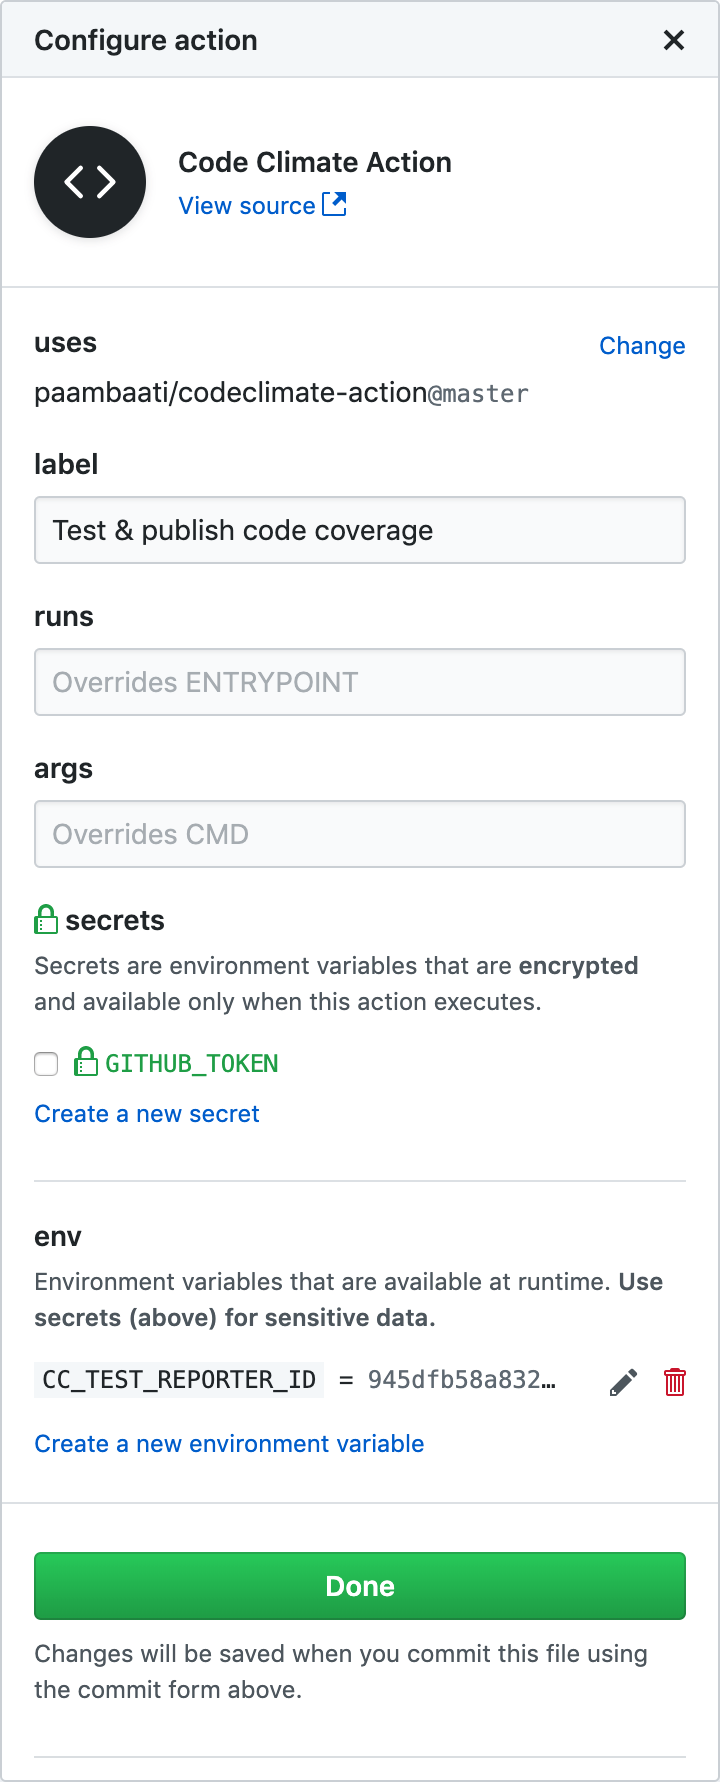 Configure action
Code Climate Action
View source
uses
Change
paambaati/codeclimate-action@master
label
Test & publish code coverage
runs
Overrides ENTRYPOINT
args
Overrides CMD
secrets
Secrets are environment variables that are encrypted
and available only when this action executes.
GITHUB_TOKEN
Create a new secret
env
Environment variables that are available at runtime. Use
secrets (above) for sensitive data.
CC_TEST_REPORTER_ID = 945dfb58a832…
Create a new environment variable
Done
Changes will be saved when you commit this file using
the commit form above.